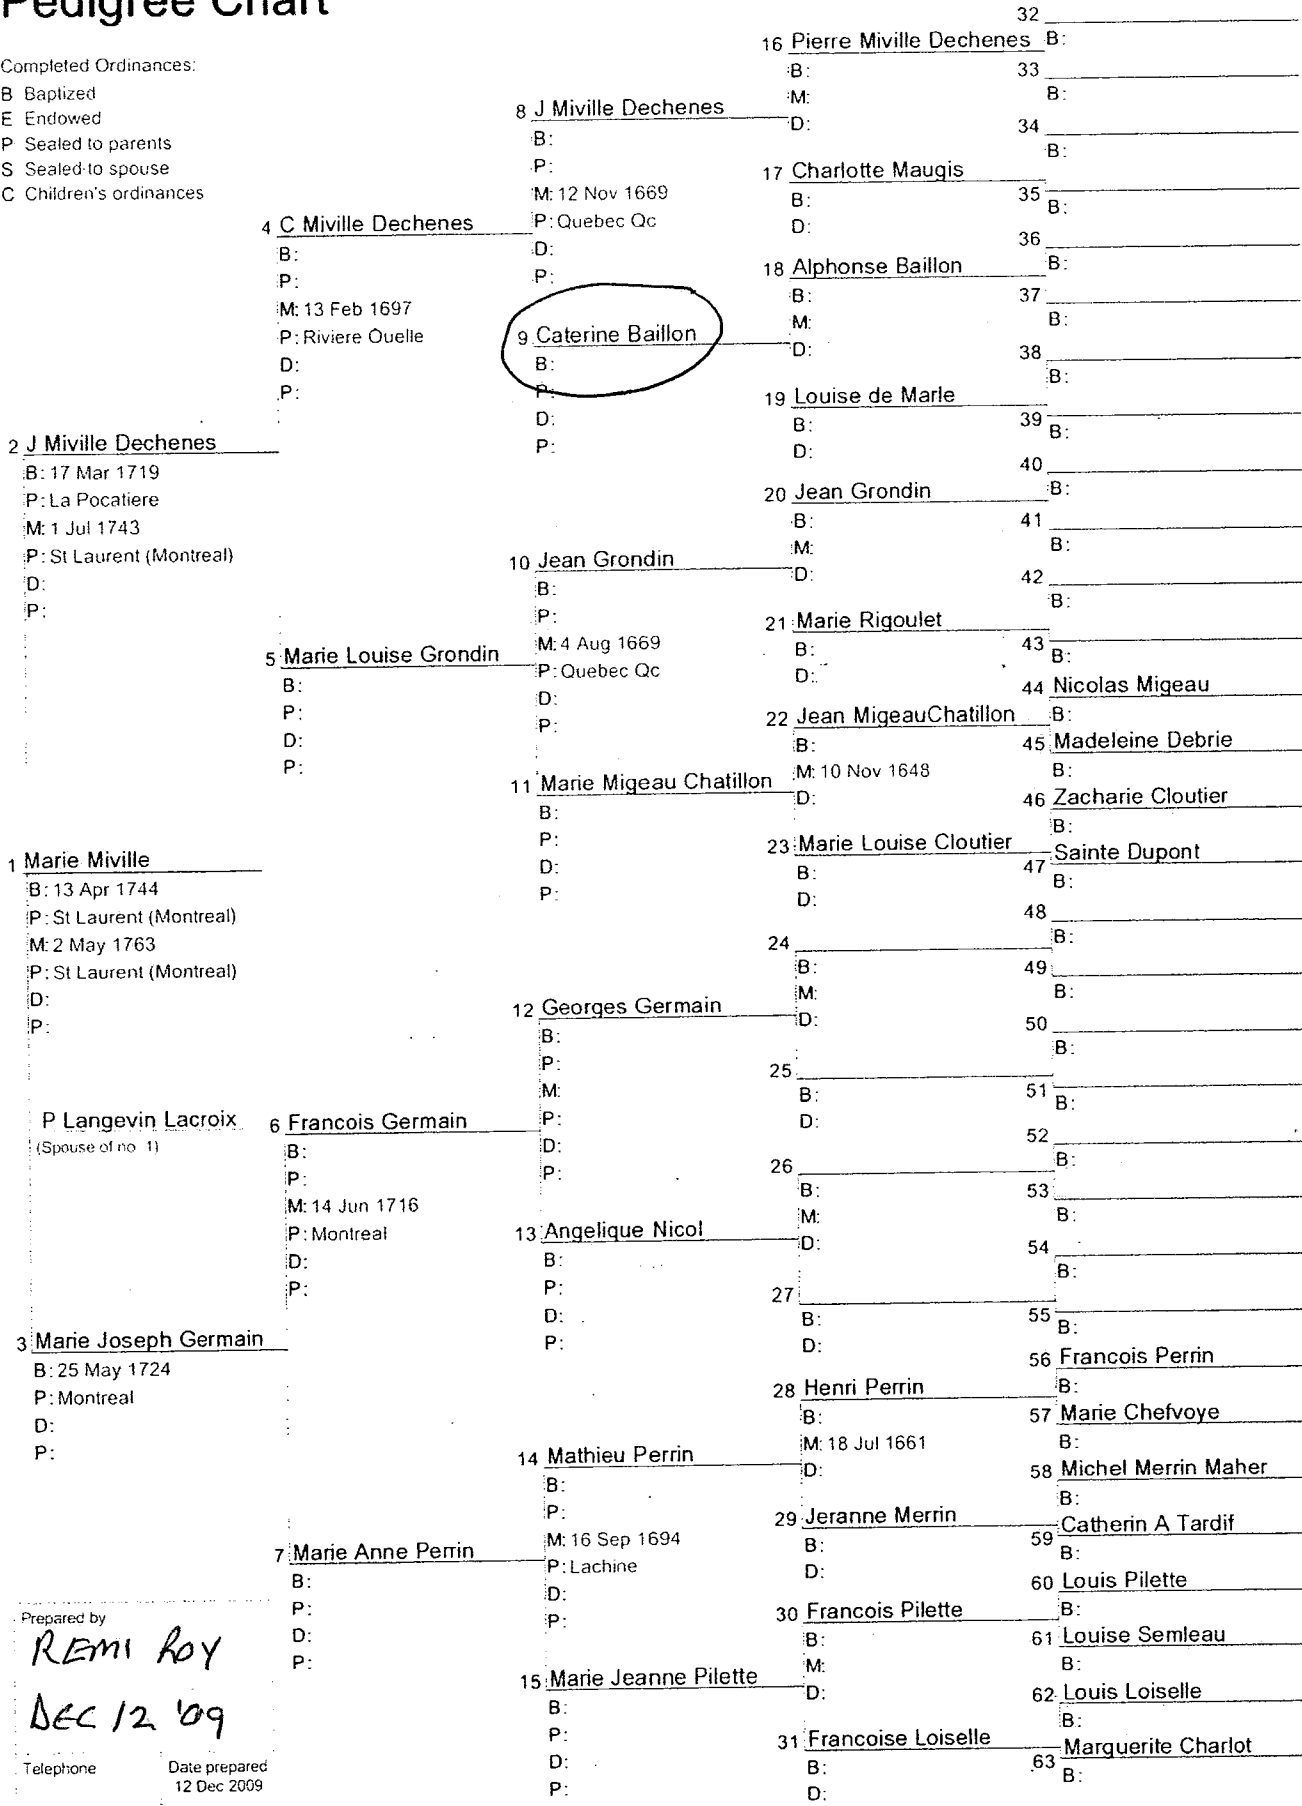 Pedigree Chart
Completed Ordinances:
B Baptized
E Endowed
P Sealed to parents
S Sealed to spouse
C Children's ordinances
1 Marie Miville
B: 13 Apr 1744
P: St Laurent (Montreal)
M: 2 May 1763
P: St Laurent (Montreal)
D:
P:
P Langevin Lacroix
(Spouse of no 1)
2 J Miville Dechenes
B: 17 Mar 1719
P: La Pocatiere
M: 1 Jul 1743
P: St Laurent (Montreal)
D:
P:
3 Marie Joseph Germain
B: 25 May 1724
P: Montreal
D:
P:
4 C Miville Dechenes
B:
P:
M: 13 Feb 1697
P: Riviere Ouelle
D:
P:
5 Marie Louise Grondin
B:
P:
D:
P:
6 Francois Germain
B:
P:
M: 14 Jun 1716
P: Montreal
D:
P:
7 Marie Anne Perrin
B:
P:
D:
P:
8 J Miville Dechenes
B:
P:
M: 12 Nov 1669
P: Quebec Qc
D:
P:
9 Caterine Baillon
B:
P:
D:
P:
10 Jean Grondin
B:
P:
M: 4 Aug 1669
P: Quebec Qc
D:
P:
11 Marie Migeau Chatillon
B:
P:
D:
P:
12 Georges Germain
B:
P:
M:
P:
D:
P:
13 Angelique Nicol
B:
P:
D:
P:
14 Mathieu Perrin
B:
P:
M: 16 Sep 1694
P: Lachine
D:
P:
15 Marie Jeanne Pilette
B:
P:
D:
P:
16 Pierre Miville Dechenes
B:
M:
D:
17 Charlotte Maugis
B:
D:
18 Alphonse Baillon
B:
M:
D:
19 Louise de Marle
B:
D:
20 Jean Grondin
B:
M:
D:
21 Marie Rigoulet
B:
D:
22 Jean MigeauChatillon
B:
M: 10 Nov 1648
D:
23 Marie Louise Cloutier
B:
D:
24
B:
M:
D:
25
B:
D:
26
B:
M:
D:
27
B:
D:
28 Henri Perrin
B:
M: 18 Jul 1661
D:
29 Jeranne Merrin
B:
D:
30 Francois Pilette
B:
M:
D:
31 Francoise Loiselle
B:
D:
32
B:
33
B:
34
B:
35
B:
36
B:
37
B:
38
B:
39
B:
40
B:
41
B:
42
B:
43
B:
44 Nicolas Migeau
B:
45 Madeleine Debrie
B:
46 Zacharie Cloutier
B:
47 Sainte Dupont
B:
48
B:
49
B:
50
B:
51
B:
52
B:
53
B:
54
B:
55
B:
56 Francois Perrin
B:
57 Marie Chefvoye
B:
58 Michel Merrin Maher
B:
59 Catherin A Tardif
B:
60 Louis Pilette
B:
61 Louise Semleau
B:
62 Louis Loiselle
B:
63 Marguerite Charlot
B:
Prepared by
REMI ROY
DEC 12 '09
Telephone
Date prepared
12 Dec 2009